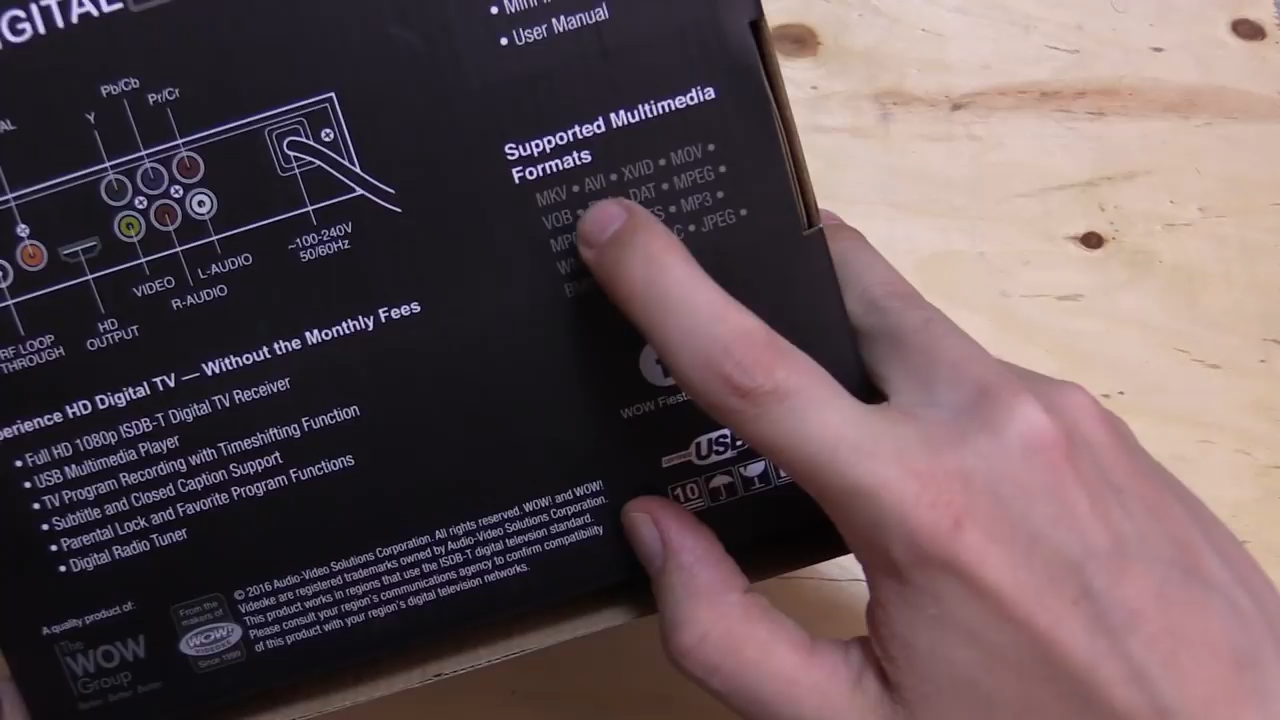 • User Manual
Pb/Cb
Pr/Cr
Y
Supported Multimedia
Formats
MKV • AVI • XVID • MOV •
VOB • DAT • MPEG •
• MP3 •
• JPEG •
~100-240V
50/60Hz
L-AUDIO
VIDEO
R-AUDIO
HD
OUTPUT
RF LOOP
THROUGH
HD Digital TV — Without the Monthly Fees
• Full HD 1080p ISDB-T Digital TV Receiver
• USB Multimedia Player
• TV Program Recording with Timeshifting Function
• Subtitle and Closed Caption Support
• Parental Lock and Favorite Program Functions
• Digital Radio Tuner
WOW
10
© 2016 Audio-Video Solutions Corporation. All rights reserved. WOW! and WOW!
Videoke are registered trademarks owned by Audio-Video Solutions Corporation.
This product works in regions that use the ISDB-T digital television standard.
Please consult your region's communications agency to confirm compatibility
of this product with your region's digital television networks.
A quality product of:
The
WOW
Group
From the
makers of
WOW!
VIDEOKE
Since 1999